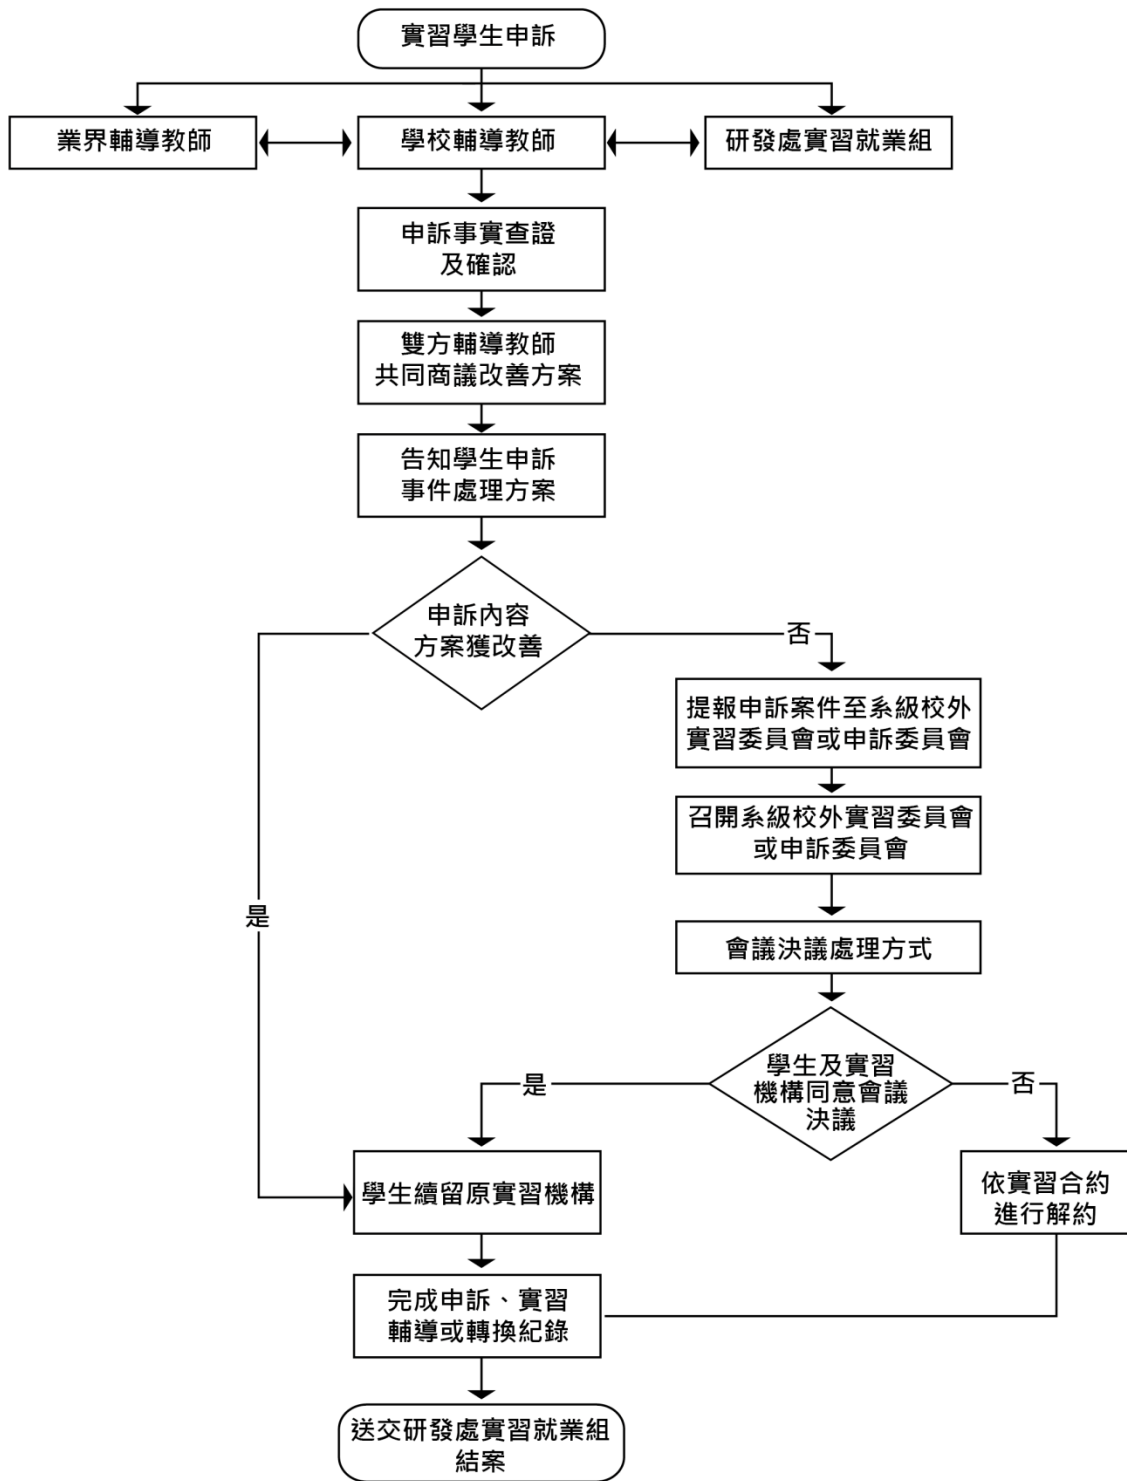 實習學生申訴
業界輔導教師
學校輔導教師
研發處實習就業組
申訴事實查證
及確認
雙方輔導教師
共同商議改善方案
告知學生申訴
事件處理方案
申訴內容
方案獲改善
否
提報申訴案件至系級校外
實習委員會或申訴委員會
召開系級校外實習委員會
或申訴委員會
是
會議決議處理方式
學生及實習
機構同意會議
決議
是
否
學生續留原實習機構
依實習合約
進行解約
完成申訴、實習
輔導或轉換紀錄
送交研發處實習就業組
結案